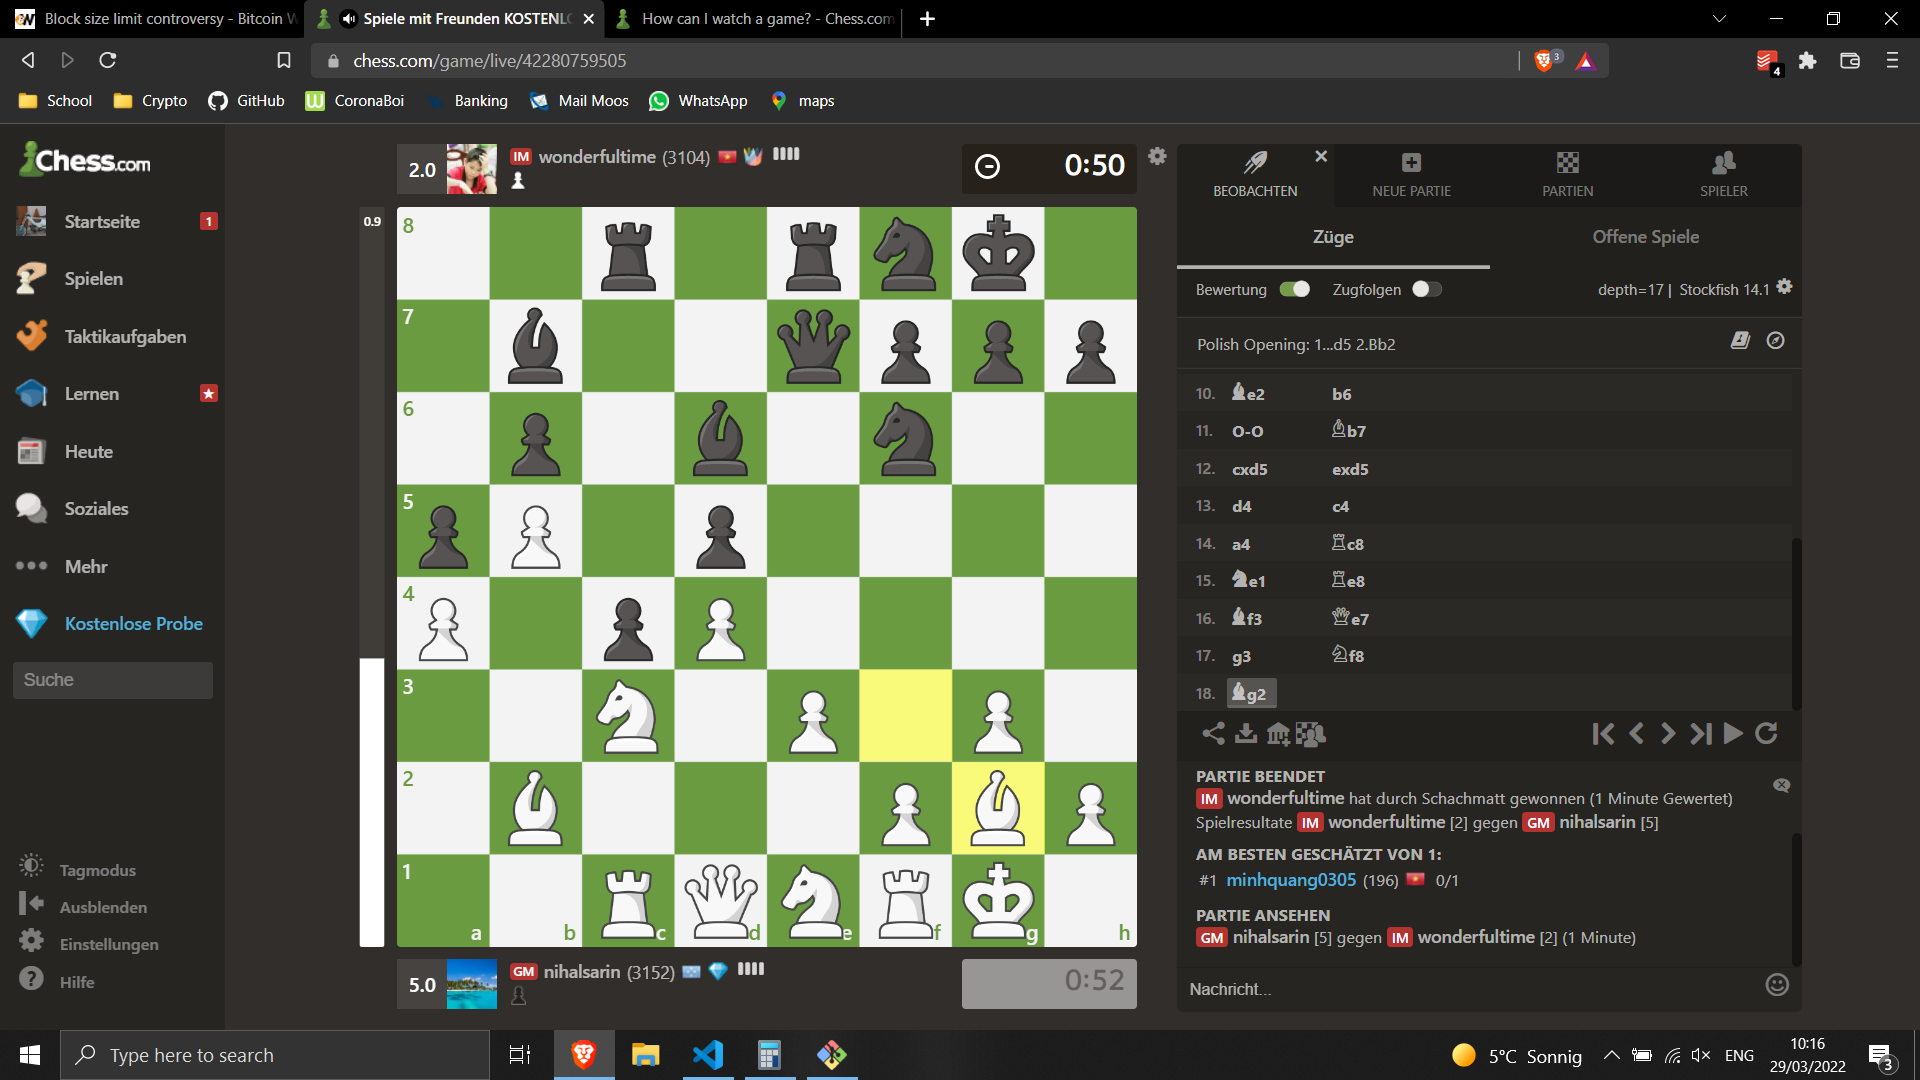 Block size limit controversy - Bitcoin W
Spiele mit Freunden KOSTENLO
How can I watch a game? - Chess.com
chess.com/game/live/42280759505
3
4
School
Crypto
GitHub
CoronaBoi
Banking
Mail Moos
WhatsApp
maps
Chess.com
Startseite
1
Spielen
Taktikaufgaben
Lernen
Heute
Soziales
Mehr
Kostenlose Probe
Suche
Tagmodus
Ausblenden
Einstellungen
Hilfe
2.0
IM wonderfultime (3104)
0:50
0.9
8
7
6
5
4
3
2
1
a b c d e f g h
5.0
GM nihalsarin (3152)
0:52
BEOBACHTEN
NEUE PARTIE
PARTIEN
SPIELER
Züge
Offene Spiele
Bewertung
Zugfolgen
depth=17 | Stockfish 14.1
Polish Opening: 1...d5 2.Bb2
10. e2 b6
11. O-O b7
12. cxd5 exd5
13. d4 c4
14. a4 c8
15. e1 e8
16. f3 e7
17. g3 f8
18. g2
PARTIE BEENDET
IM wonderfultime hat durch Schachmatt gewonnen (1 Minute Gewertet)
Spielresultate IM wonderfultime [2] gegen GM nihalsarin [5]
AM BESTEN GESCHÄTZT VON 1:
#1 minhquang0305 (196) 0/1
PARTIE ANSEHEN
GM nihalsarin [5] gegen IM wonderfultime [2] (1 Minute)
Nachricht...
Type here to search
5°C Sonnig
ENG
10:16
29/03/2022
3